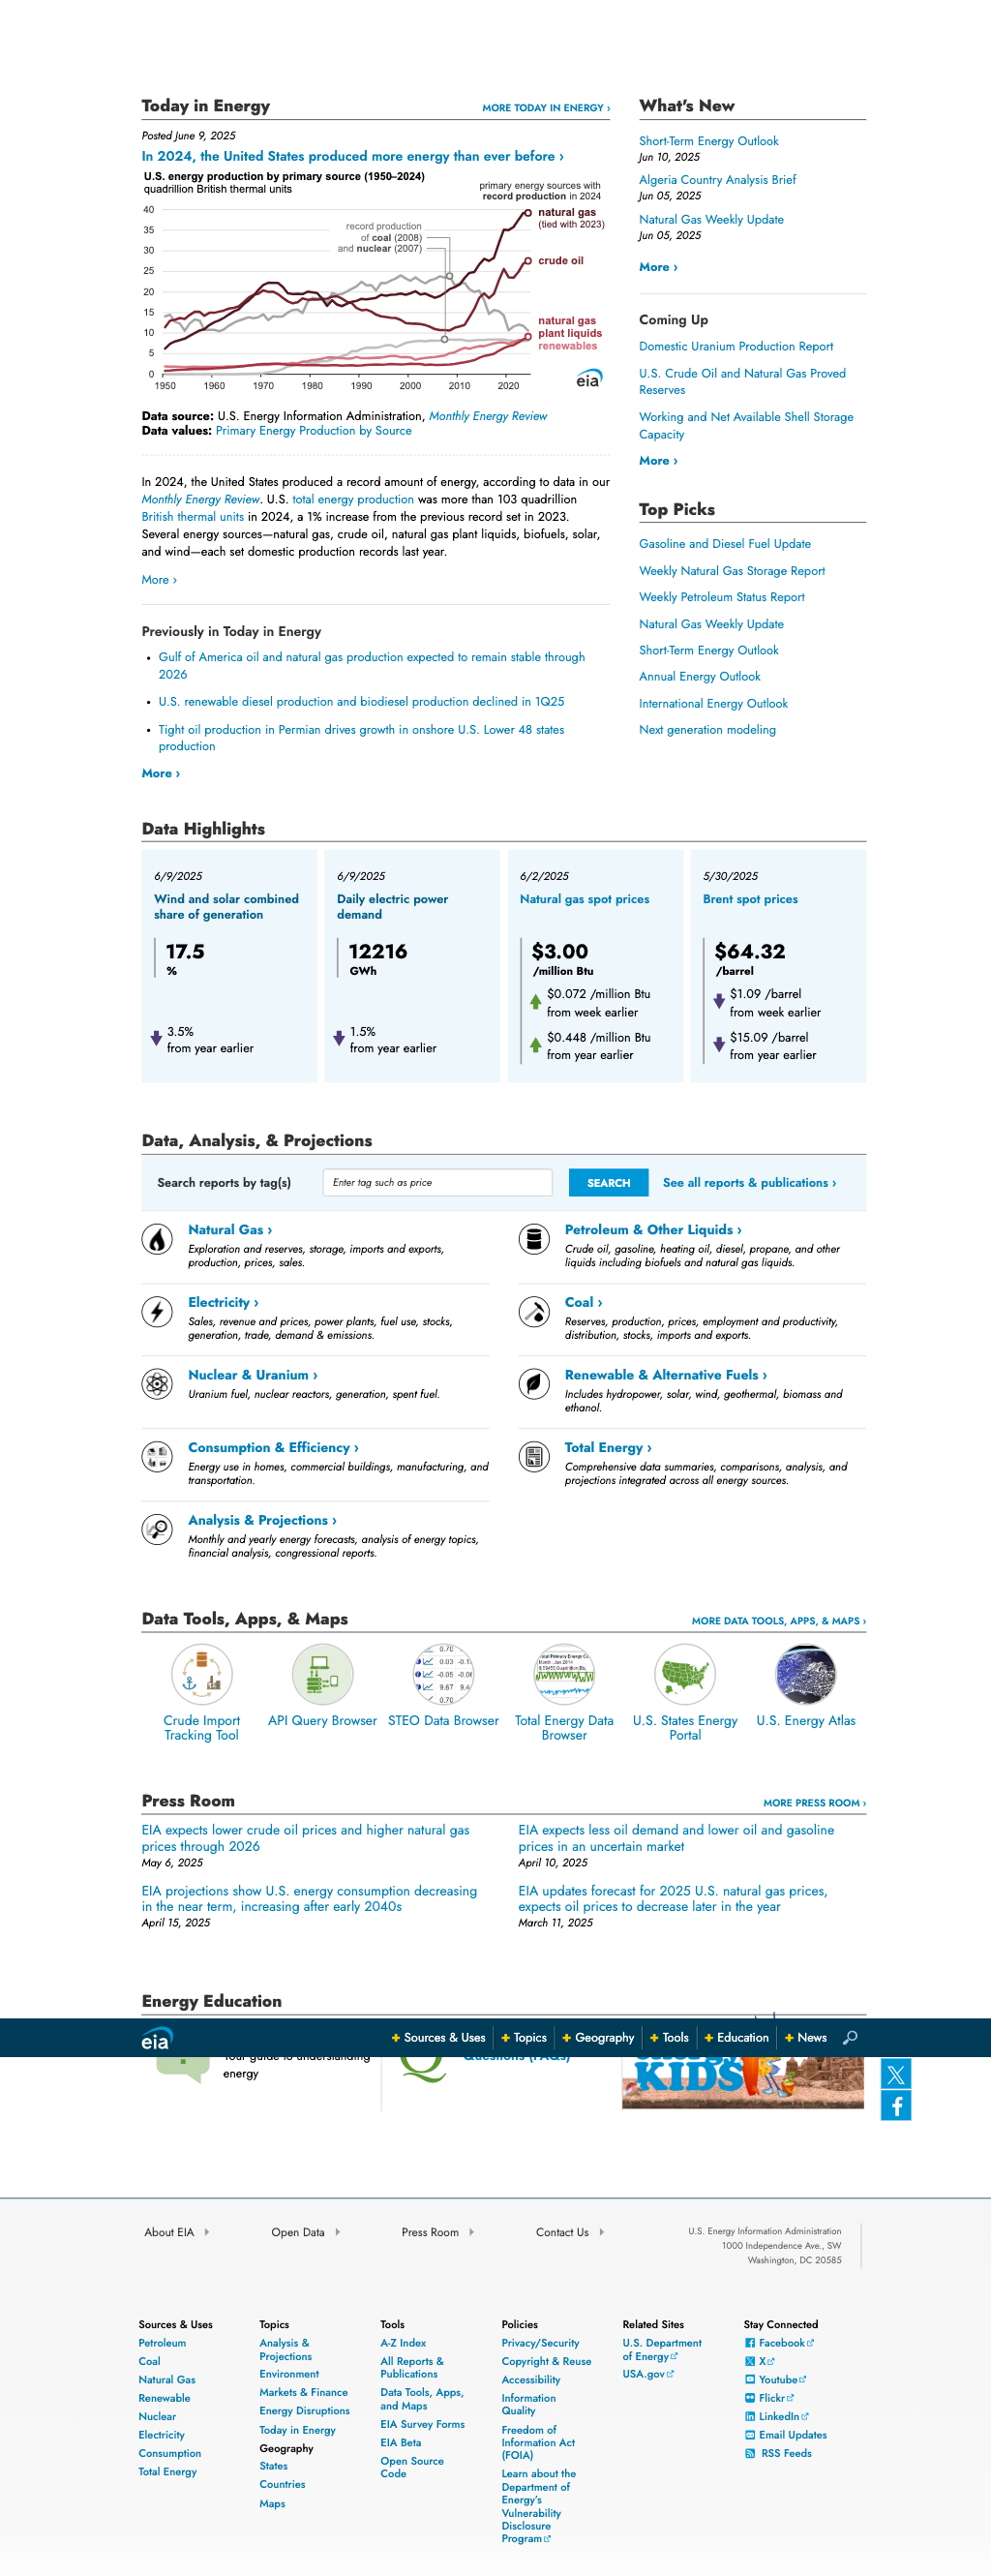 Today in Energy
MORE TODAY IN ENERGY ›
Posted June 9, 2025
In 2024, the United States produced more energy than ever before ›
U.S. energy production by primary source (1950–2024)
quadrillion British thermal units
primary energy sources with
record production in 2024
40
35
30
25
20
15
10
5
0
1950
1960
1970
1980
1990
2000
2010
2020
record production
of coal (2008)
and nuclear (2007)
natural gas
(tied with 2023)
crude oil
natural gas
plant liquids
renewables
eia
Data source: U.S. Energy Information Administration, Monthly Energy Review
Data values: Primary Energy Production by Source
In 2024, the United States produced a record amount of energy, according to data in our
Monthly Energy Review. U.S. total energy production was more than 103 quadrillion
British thermal units in 2024, a 1% increase from the previous record set in 2023.
Several energy sources—natural gas, crude oil, natural gas plant liquids, biofuels, solar,
and wind—each set domestic production records last year.
More ›
Previously in Today in Energy
Gulf of America oil and natural gas production expected to remain stable through
2026
U.S. renewable diesel production and biodiesel production declined in 1Q25
Tight oil production in Permian drives growth in onshore U.S. Lower 48 states
production
More ›
What's New
Short-Term Energy Outlook
Jun 10, 2025
Algeria Country Analysis Brief
Jun 05, 2025
Natural Gas Weekly Update
Jun 05, 2025
More ›
Coming Up
Domestic Uranium Production Report
U.S. Crude Oil and Natural Gas Proved
Reserves
Working and Net Available Shell Storage
Capacity
More ›
Top Picks
Gasoline and Diesel Fuel Update
Weekly Natural Gas Storage Report
Weekly Petroleum Status Report
Natural Gas Weekly Update
Short-Term Energy Outlook
Annual Energy Outlook
International Energy Outlook
Next generation modeling
Data Highlights
6/9/2025
Wind and solar combined
share of generation
17.5
%
3.5%
from year earlier
6/9/2025
Daily electric power
demand
12216
GWh
1.5%
from year earlier
6/2/2025
Natural gas spot prices
$3.00
/million Btu
$0.072 /million Btu
from week earlier
$0.448 /million Btu
from year earlier
5/30/2025
Brent spot prices
$64.32
/barrel
$1.09 /barrel
from week earlier
$15.09 /barrel
from year earlier
Data, Analysis, & Projections
Search reports by tag(s)
Enter tag such as price
SEARCH
See all reports & publications ›
Natural Gas ›
Exploration and reserves, storage, imports and exports,
production, prices, sales.
Petroleum & Other Liquids ›
Crude oil, gasoline, heating oil, diesel, propane, and other
liquids including biofuels and natural gas liquids.
Electricity ›
Sales, revenue and prices, power plants, fuel use, stocks,
generation, trade, demand & emissions.
Coal ›
Reserves, production, prices, employment and productivity,
distribution, stocks, imports and exports.
Nuclear & Uranium ›
Uranium fuel, nuclear reactors, generation, spent fuel.
Renewable & Alternative Fuels ›
Includes hydropower, solar, wind, geothermal, biomass and
ethanol.
Consumption & Efficiency ›
Energy use in homes, commercial buildings, manufacturing, and
transportation.
Total Energy ›
Comprehensive data summaries, comparisons, analysis, and
projections integrated across all energy sources.
Analysis & Projections ›
Monthly and yearly energy forecasts, analysis of energy topics,
financial analysis, congressional reports.
Data Tools, Apps, & Maps
MORE DATA TOOLS, APPS, & MAPS ›
0.03
-0.05
9.67
0.70
Crude Import
Tracking Tool
API Query Browser
STEO Data Browser
Total Energy Data
Browser
U.S. States Energy
Portal
U.S. Energy Atlas
Press Room
MORE PRESS ROOM ›
EIA expects lower crude oil prices and higher natural gas
prices through 2026
May 6, 2025
EIA expects less oil demand and lower oil and gasoline
prices in an uncertain market
April 10, 2025
EIA projections show U.S. energy consumption decreasing
in the near term, increasing after early 2040s
April 15, 2025
EIA updates forecast for 2025 U.S. natural gas prices,
expects oil prices to decrease later in the year
March 11, 2025
Energy Education
eia
+ Sources & Uses
+ Topics
+ Geography
+ Tools
+ Education
+ News
Your guide to understanding
energy
Questions (FAQs)
KIDS
About EIA
Open Data
Press Room
Contact Us
U.S. Energy Information Administration
1000 Independence Ave., SW
Washington, DC 20585
Sources & Uses
Petroleum
Coal
Natural Gas
Renewable
Nuclear
Electricity
Consumption
Total Energy
Topics
Analysis &
Projections
Environment
Markets & Finance
Energy Disruptions
Today in Energy
Geography
States
Countries
Maps
Tools
A-Z Index
All Reports &
Publications
Data Tools, Apps,
and Maps
EIA Survey Forms
EIA Beta
Open Source
Code
Policies
Privacy/Security
Copyright & Reuse
Accessibility
Information
Quality
Freedom of
Information Act
(FOIA)
Learn about the
Department of
Energy's
Vulnerability
Disclosure
Program
Related Sites
U.S. Department
of Energy
USA.gov
Stay Connected
Facebook
X
Youtube
Flickr
LinkedIn
Email Updates
RSS Feeds